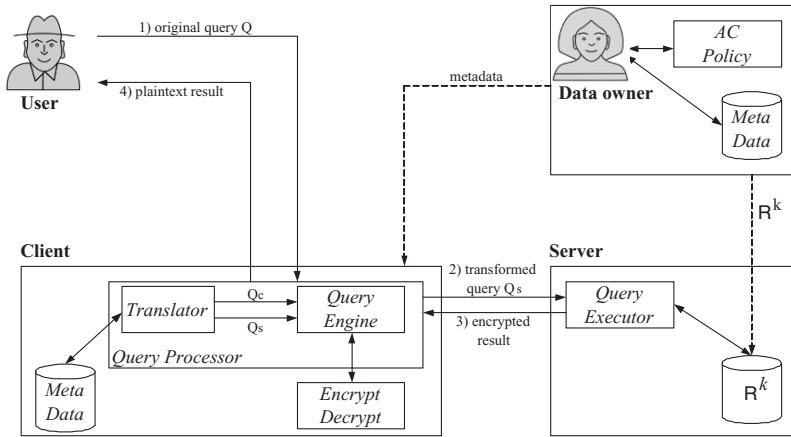 1) original query Q
4) plaintext result
User
AC
Policy
Data owner
Meta
Data
metadata
R^k
Client
Server
2) transformed
query Qs
3) encrypted
result
Translator
Qc
Qs
Query
Engine
Query Processor
Meta
Data
Encrypt
Decrypt
Query
Executor
R^k